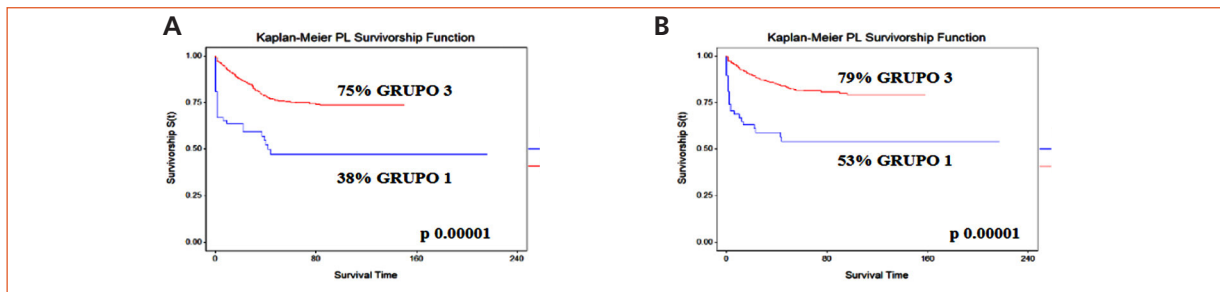 A
Kaplan-Meier PL Survivorship Function
Survivorship S(t)
1.00
0.75
0.50
0.25
0.00
75% GRUPO 3
38% GRUPO 1
p 0.00001
0
80
160
240
Survival Time
B
Kaplan-Meier PL Survivorship Function
Survivorship S(t)
1.00
0.75
0.50
0.25
0.00
79% GRUPO 3
53% GRUPO 1
p 0.00001
0
80
160
240
Survival Time